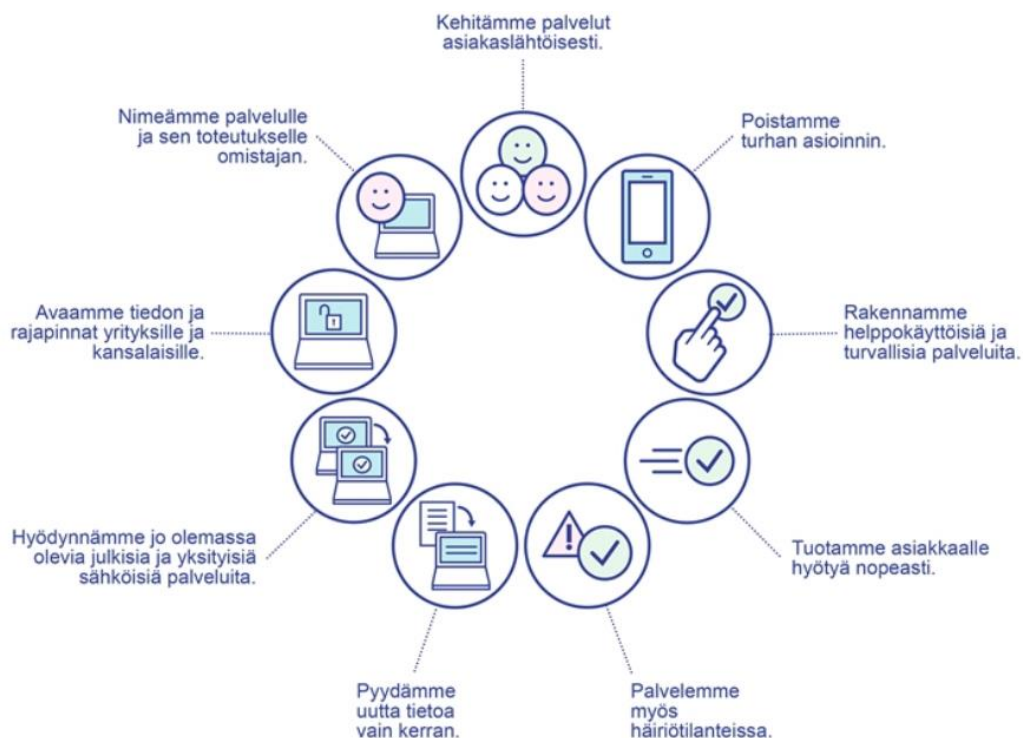 Kehitämme palvelut
asiakaslähtöisesti.
Poistamme
turhan asioinnin.
Rakennamme
helppokäyttöisiä ja
turvallisia palveluita.
Tuotamme asiakkaalle
hyötyä nopeasti.
Palvelemme
myös
häiriötilanteissa.
Pyydämme
uutta tietoa
vain kerran.
Hyödynnämme jo olemassa
olevia julkisia ja yksityisiä
sähköisiä palveluita.
Avaamme tiedon ja
rajapinnat yrityksille ja
kansalaisille.
Nimeämme palvelulle
ja sen toteutukselle
omistajan.